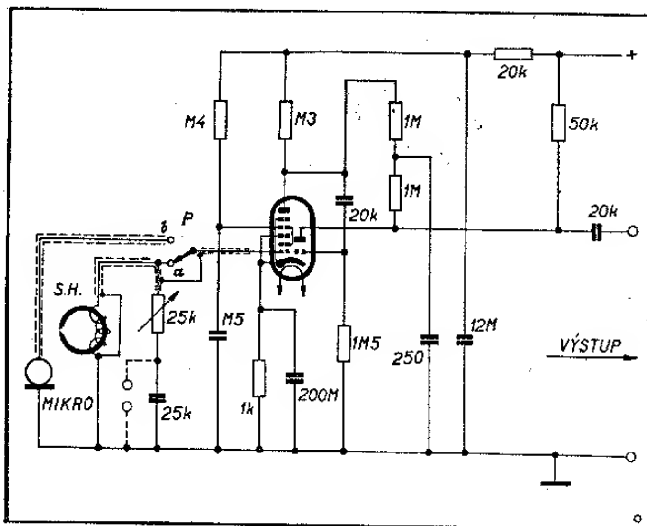 20k
+
M4
M3
1M
50k
1M
20k
20k
b
P
a
S.H.
25k
M5
1M5
250
12M
VÝSTUP
MIKRO
25k
1k
200M